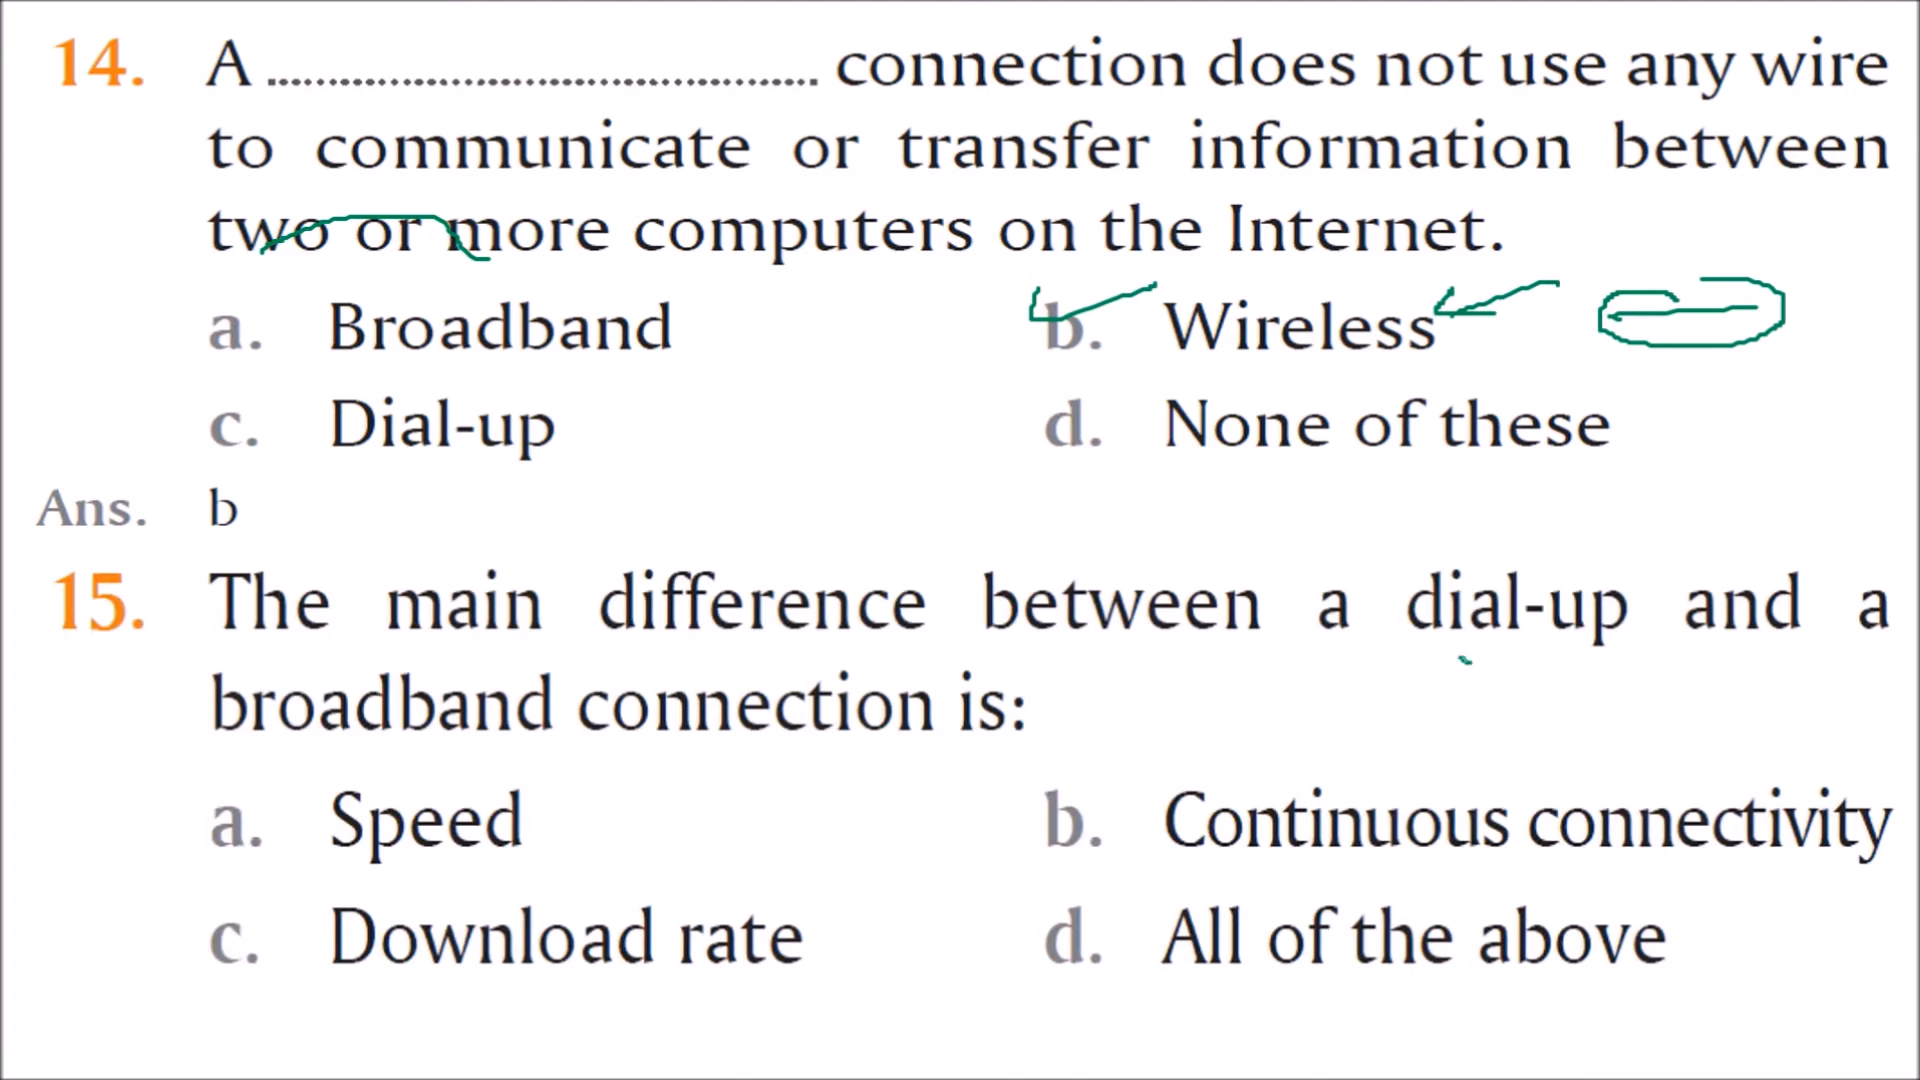 14. A ........................................ connection does not use any wire
to communicate or transfer information between
two or more computers on the Internet.
a. Broadband b. Wireless
c. Dial-up d. None of these
Ans. b
15. The main difference between a dial-up and a
broadband connection is:
a. Speed b. Continuous connectivity
c. Download rate d. All of the above